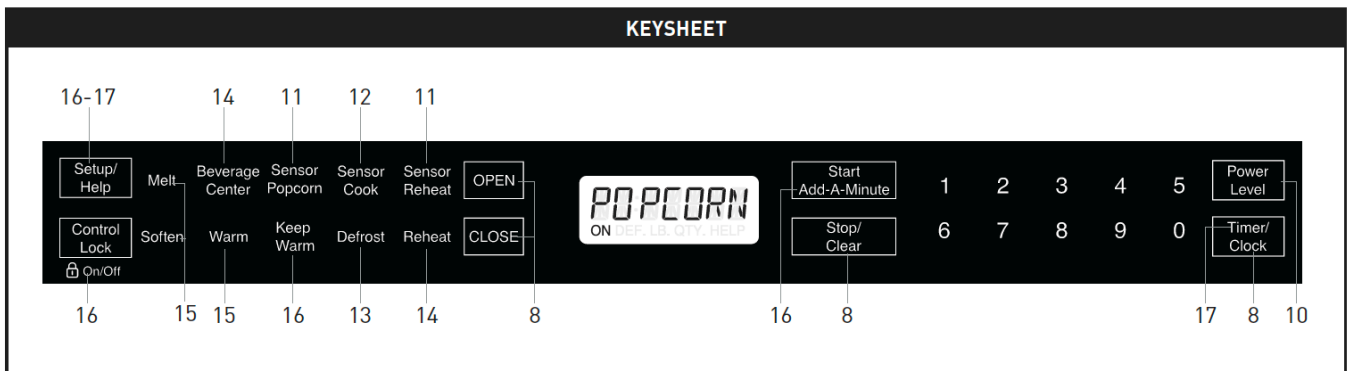 KEYSHEET
16-17 14 11 12 11
Setup/
Help
Melt
Beverage
Center
Sensor
Popcorn
Sensor
Cook
Sensor
Reheat
OPEN
POPCORN
ON DEF. LB. QTY. HELP
Start
Add-A-Minute
1 2 3 4 5
Power
Level
Control
Lock
On/Off
Soften
Warm
Keep
Warm
Defrost
Reheat
CLOSE
Stop/
Clear
6 7 8 9 0
Timer/
Clock
16 15 15 16 13 14 8 16 8 17 8 10